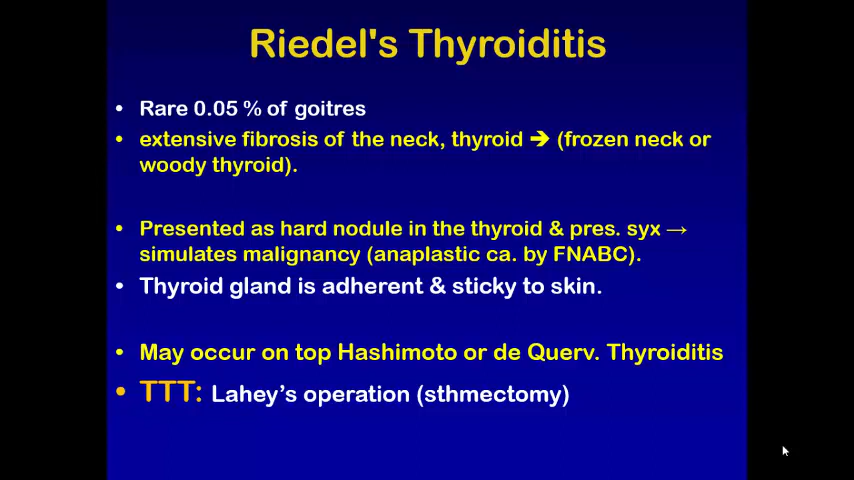 Riedel's Thyroiditis
• Rare 0.05 % of goitres
• extensive fibrosis of the neck, thyroid ➔ (frozen neck or
woody thyroid).
• Presented as hard nodule in the thyroid & pres. syx →
simulates malignancy (anaplastic ca. by FNABC).
• Thyroid gland is adherent & sticky to skin.
• May occur on top Hashimoto or de Querv. Thyroiditis
• TTT: Lahey's operation (sthmectomy)